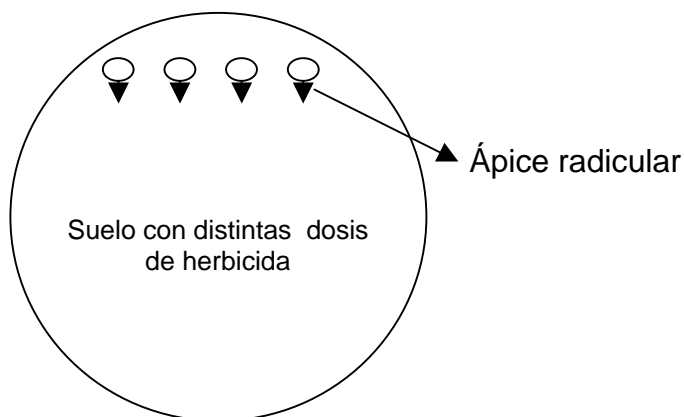 Ápice radicular
Suelo con distintas dosis
de herbicida